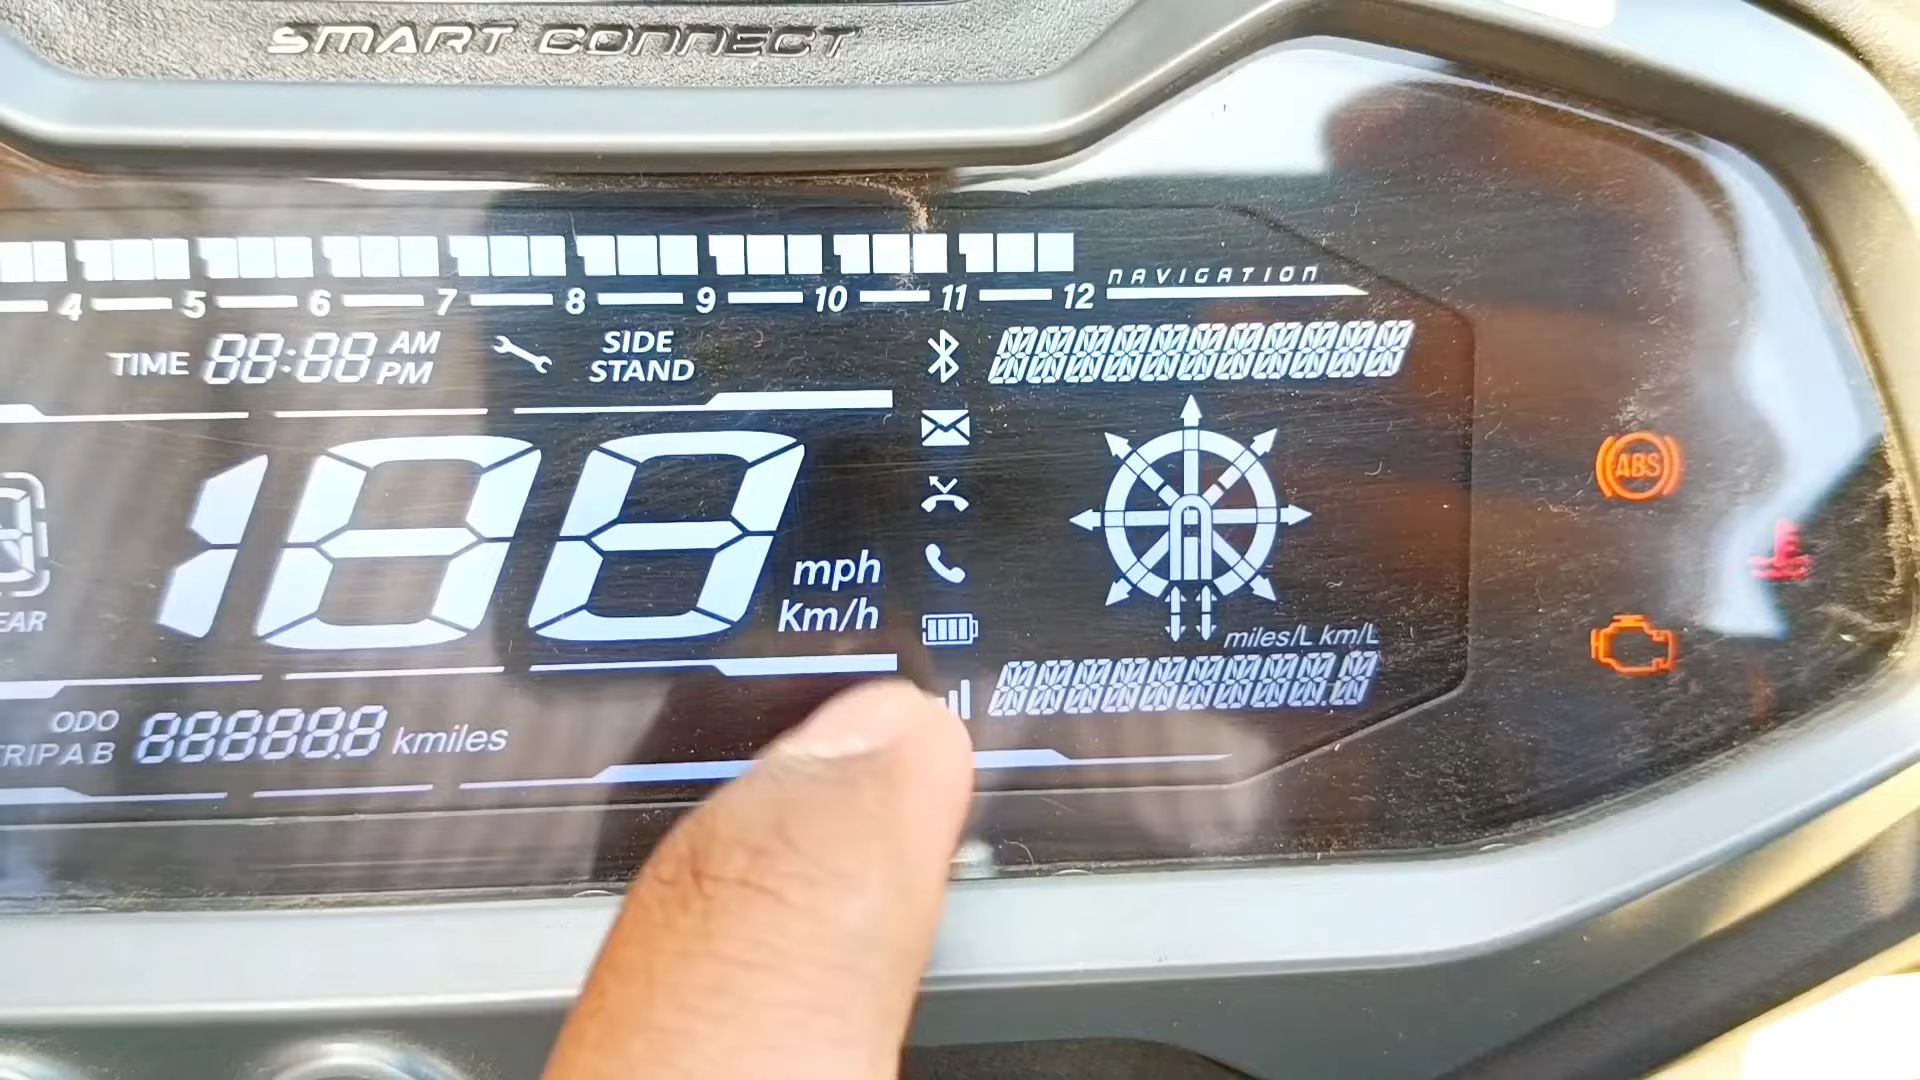 SMART CONNECT
4 5 6 7 8 9 10 11 12
NAVIGATION
TIME 88:88 AM
PM
SIDE
STAND
188
mph
Km/h
EAR
ABS
miles/L km/L
ODO
TRIP A B
888888 kmiles